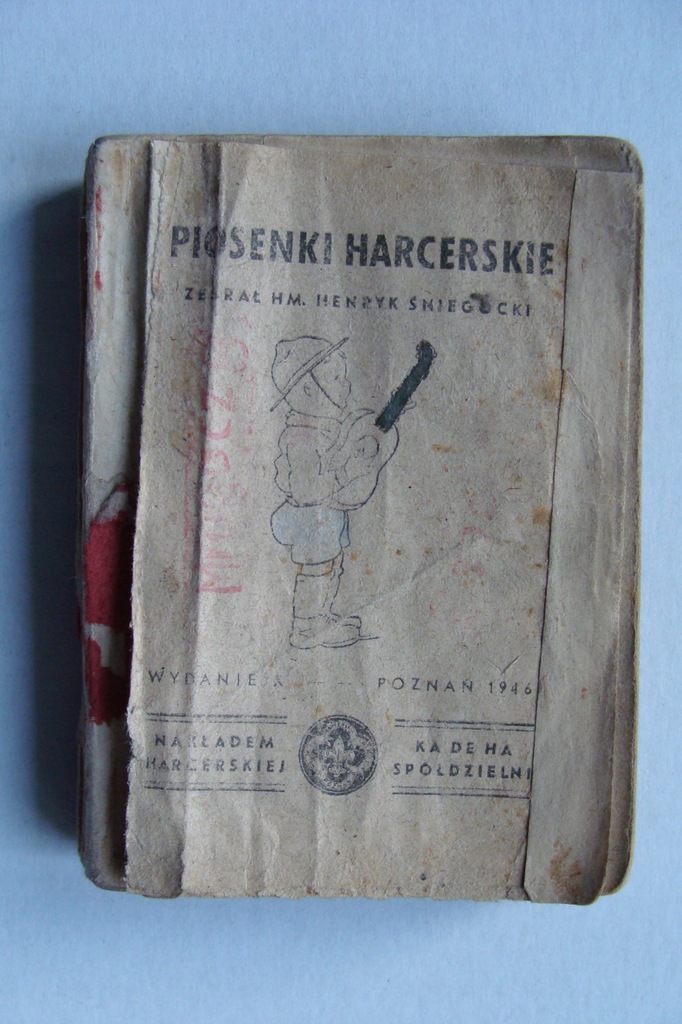 PIOSENKI HARCERSKIE
ZEBRAŁ HM. HENRYK ŚNIEGOCKI
WYDANIE POZNAŃ 1946
NAKŁADEM KA DE HA
HARCERSKIEJ SPÓŁDZIELNI